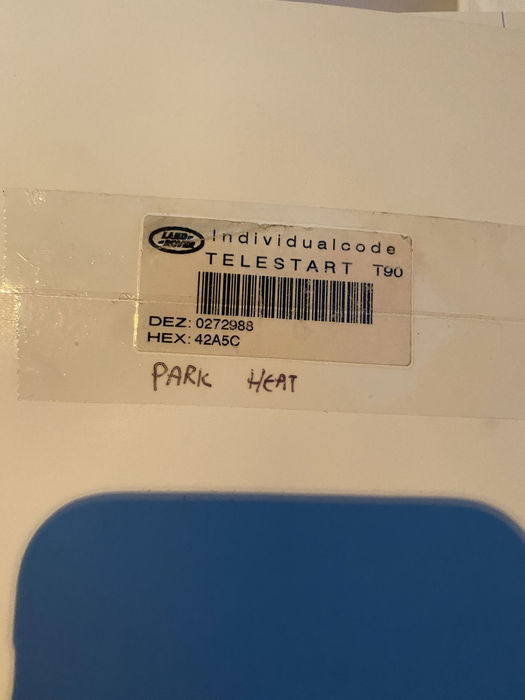 LAND
ROVER
Individualcode
TELESTART T90
DEZ: 0272988
HEX: 42A5C
PARK HEAT